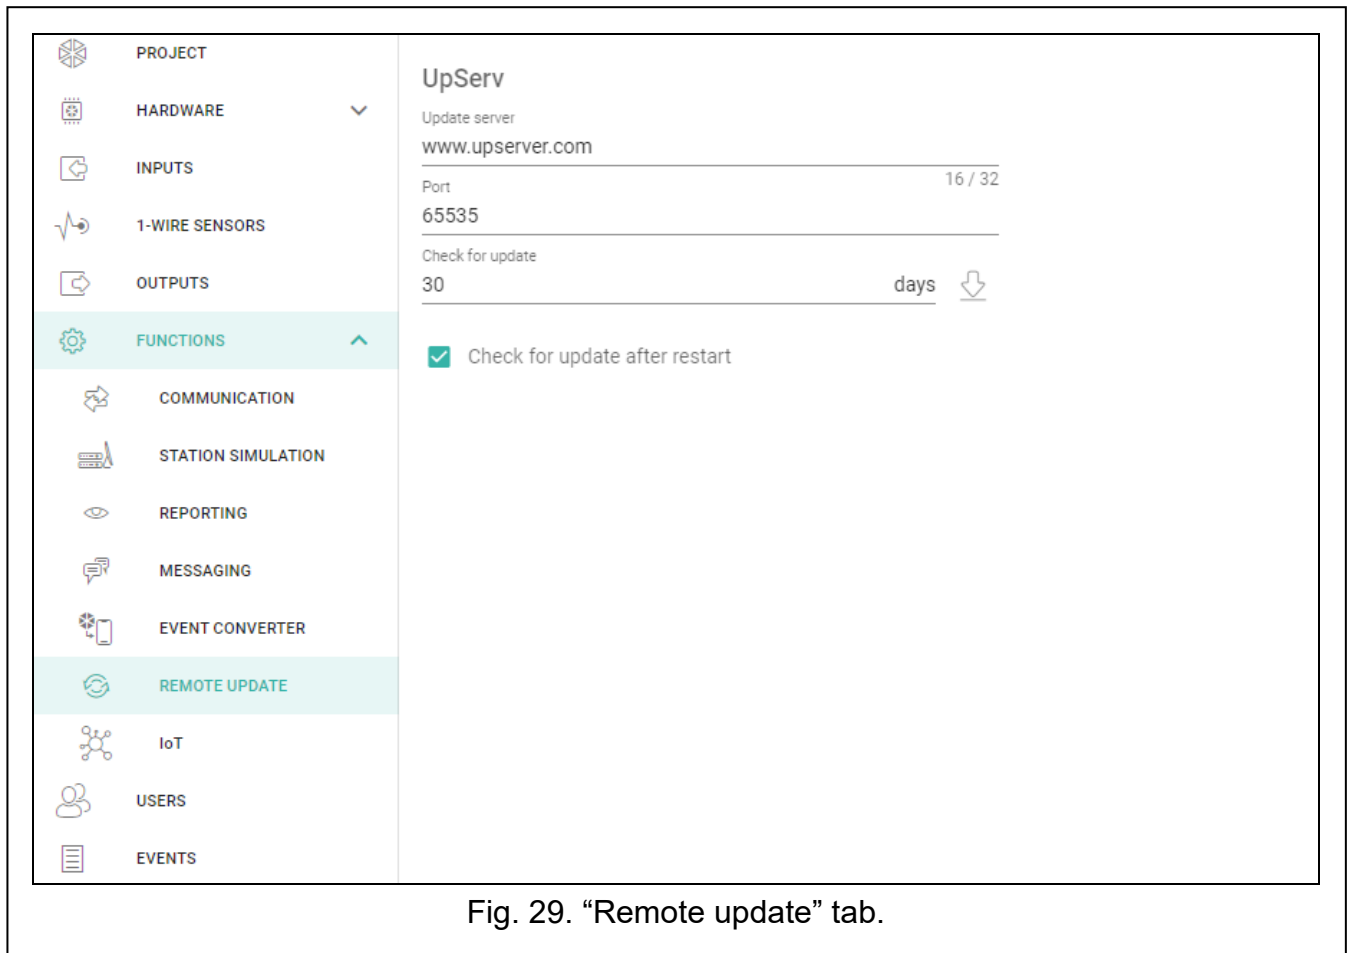 PROJECT
HARDWARE
INPUTS
1-WIRE SENSORS
OUTPUTS
FUNCTIONS
COMMUNICATION
STATION SIMULATION
REPORTING
MESSAGING
EVENT CONVERTER
REMOTE UPDATE
IoT
USERS
EVENTS
UpServ
Update server
www.upserver.com
16 / 32
Port
65535
Check for update
30 days
Check for update after restart
Fig. 29. “Remote update” tab.